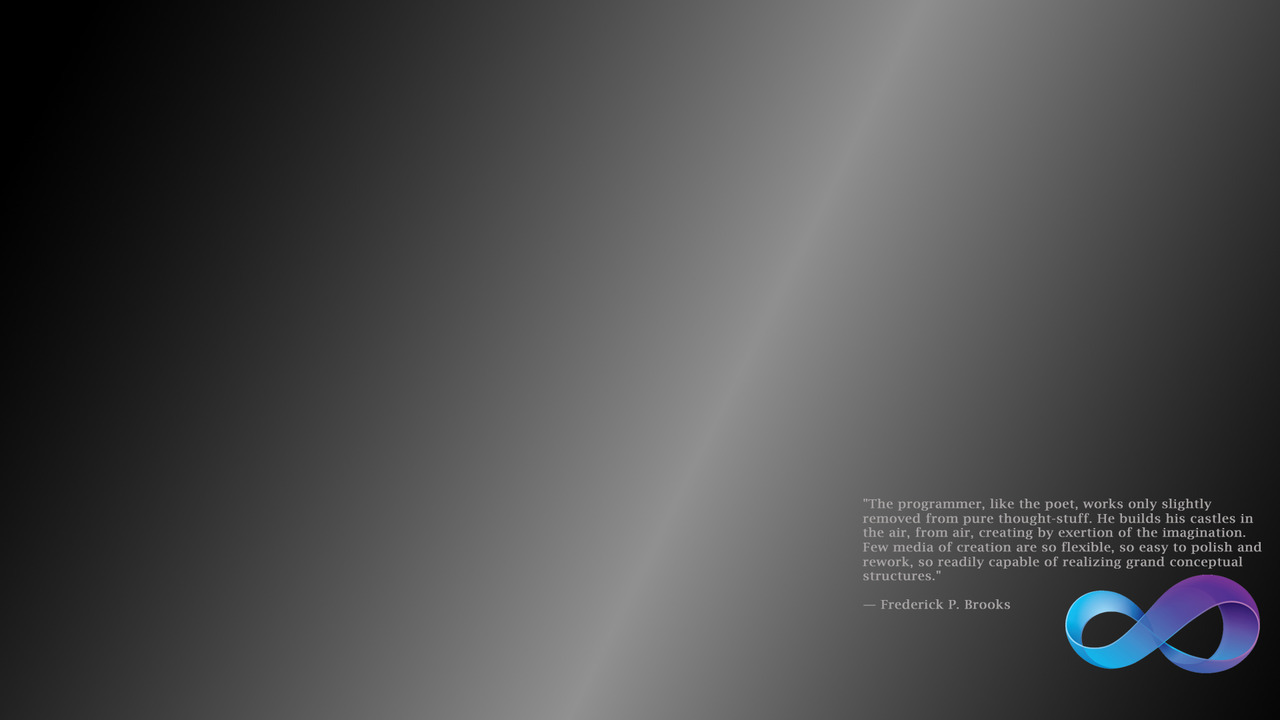 "The programmer, like the poet, works only slightly
removed from pure thought-stuff. He builds his castles in
the air, from air, creating by exertion of the imagination.
Few media of creation are so flexible, so easy to polish and
rework, so readily capable of realizing grand conceptual
structures."
— Frederick P. Brooks